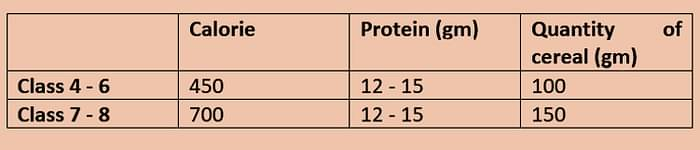 Calorie Protein (gm) Quantity of
cereal (gm)
Class 4 - 6 450 12 - 15 100
Class 7 - 8 700 12 - 15 150